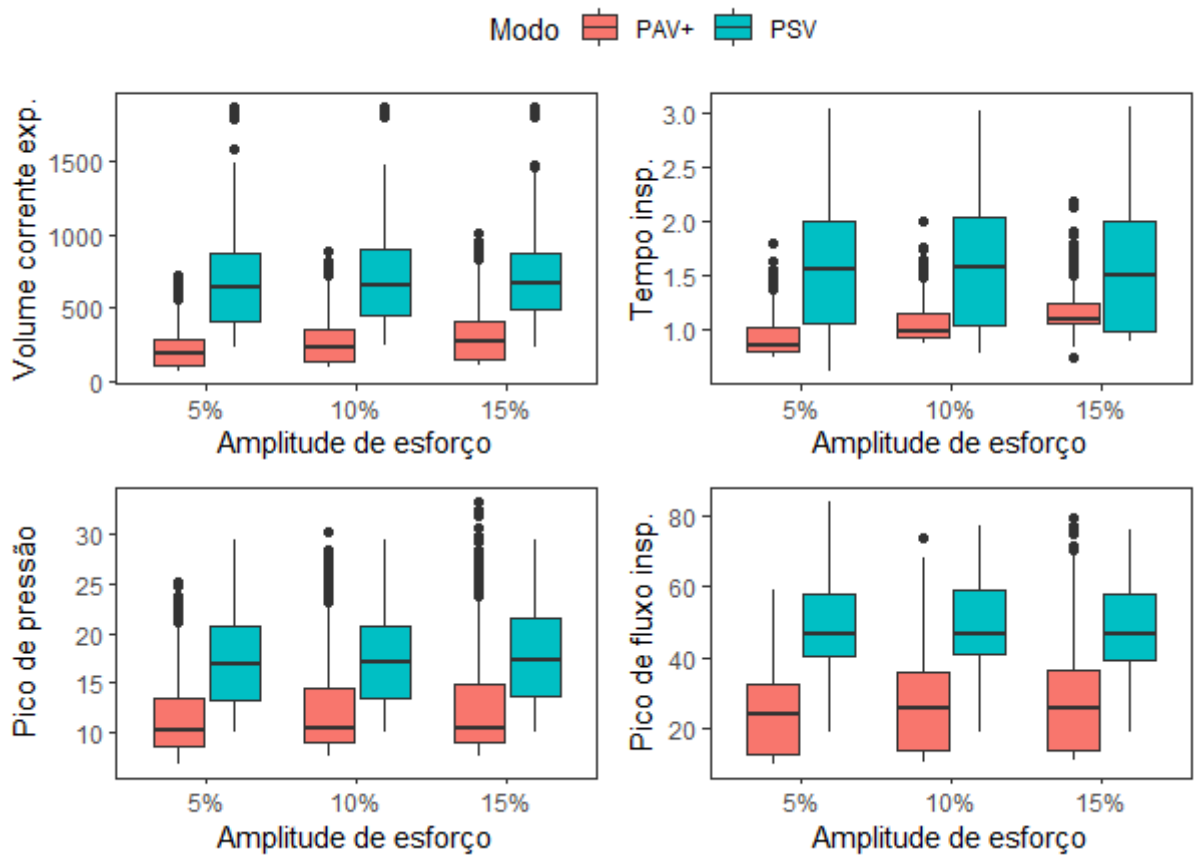 Modo PAV+ PSV
Volume corrente exp.
1500
1000
500
0
5% 10% 15%
Amplitude de esforço
Tempo insp.
3.0
2.5
2.0
1.5
1.0
5% 10% 15%
Amplitude de esforço
Pico de pressão
30
25
20
15
10
5% 10% 15%
Amplitude de esforço
Pico de fluxo insp.
80
60
40
20
5% 10% 15%
Amplitude de esforço